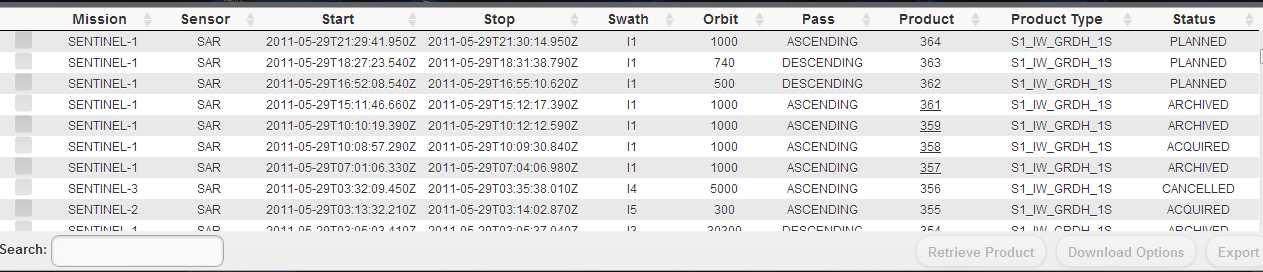 Mission Sensor Start Stop Swath Orbit Pass Product Product Type Status
SENTINEL-1 SAR 2011-05-29T21:29:41.950Z 2011-05-29T21:30:14.950Z I1 1000 ASCENDING 364 S1_IW_GRDH_1S PLANNED
SENTINEL-1 SAR 2011-05-29T18:27:23.540Z 2011-05-29T18:31:38.790Z I1 740 DESCENDING 363 S1_IW_GRDH_1S PLANNED
SENTINEL-1 SAR 2011-05-29T16:52:08.540Z 2011-05-29T16:55:10.620Z I1 500 DESCENDING 362 S1_IW_GRDH_1S PLANNED
SENTINEL-1 SAR 2011-05-29T15:11:46.660Z 2011-05-29T15:12:17.390Z I1 1000 ASCENDING 361 S1_IW_GRDH_1S ARCHIVED
SENTINEL-1 SAR 2011-05-29T10:10:19.390Z 2011-05-29T10:12:12.590Z I1 1000 ASCENDING 359 S1_IW_GRDH_1S ARCHIVED
SENTINEL-1 SAR 2011-05-29T10:08:57.290Z 2011-05-29T10:09:30.840Z I1 1000 ASCENDING 358 S1_IW_GRDH_1S ACQUIRED
SENTINEL-1 SAR 2011-05-29T07:01:06.330Z 2011-05-29T07:04:06.980Z I1 1000 ASCENDING 357 S1_IW_GRDH_1S ARCHIVED
SENTINEL-3 SAR 2011-05-29T03:32:09.450Z 2011-05-29T03:35:38.010Z I4 5000 ASCENDING 356 S1_IW_GRDH_1S CANCELLED
SENTINEL-2 SAR 2011-05-29T03:13:32.210Z 2011-05-29T03:14:02.870Z I5 300 ASCENDING 355 S1_IW_GRDH_1S ACQUIRED
SENTINEL-1 SAR DESCENDING S1_IW_GRDH_1S ARCHIVED
Search: Retrieve Product Download Options Export